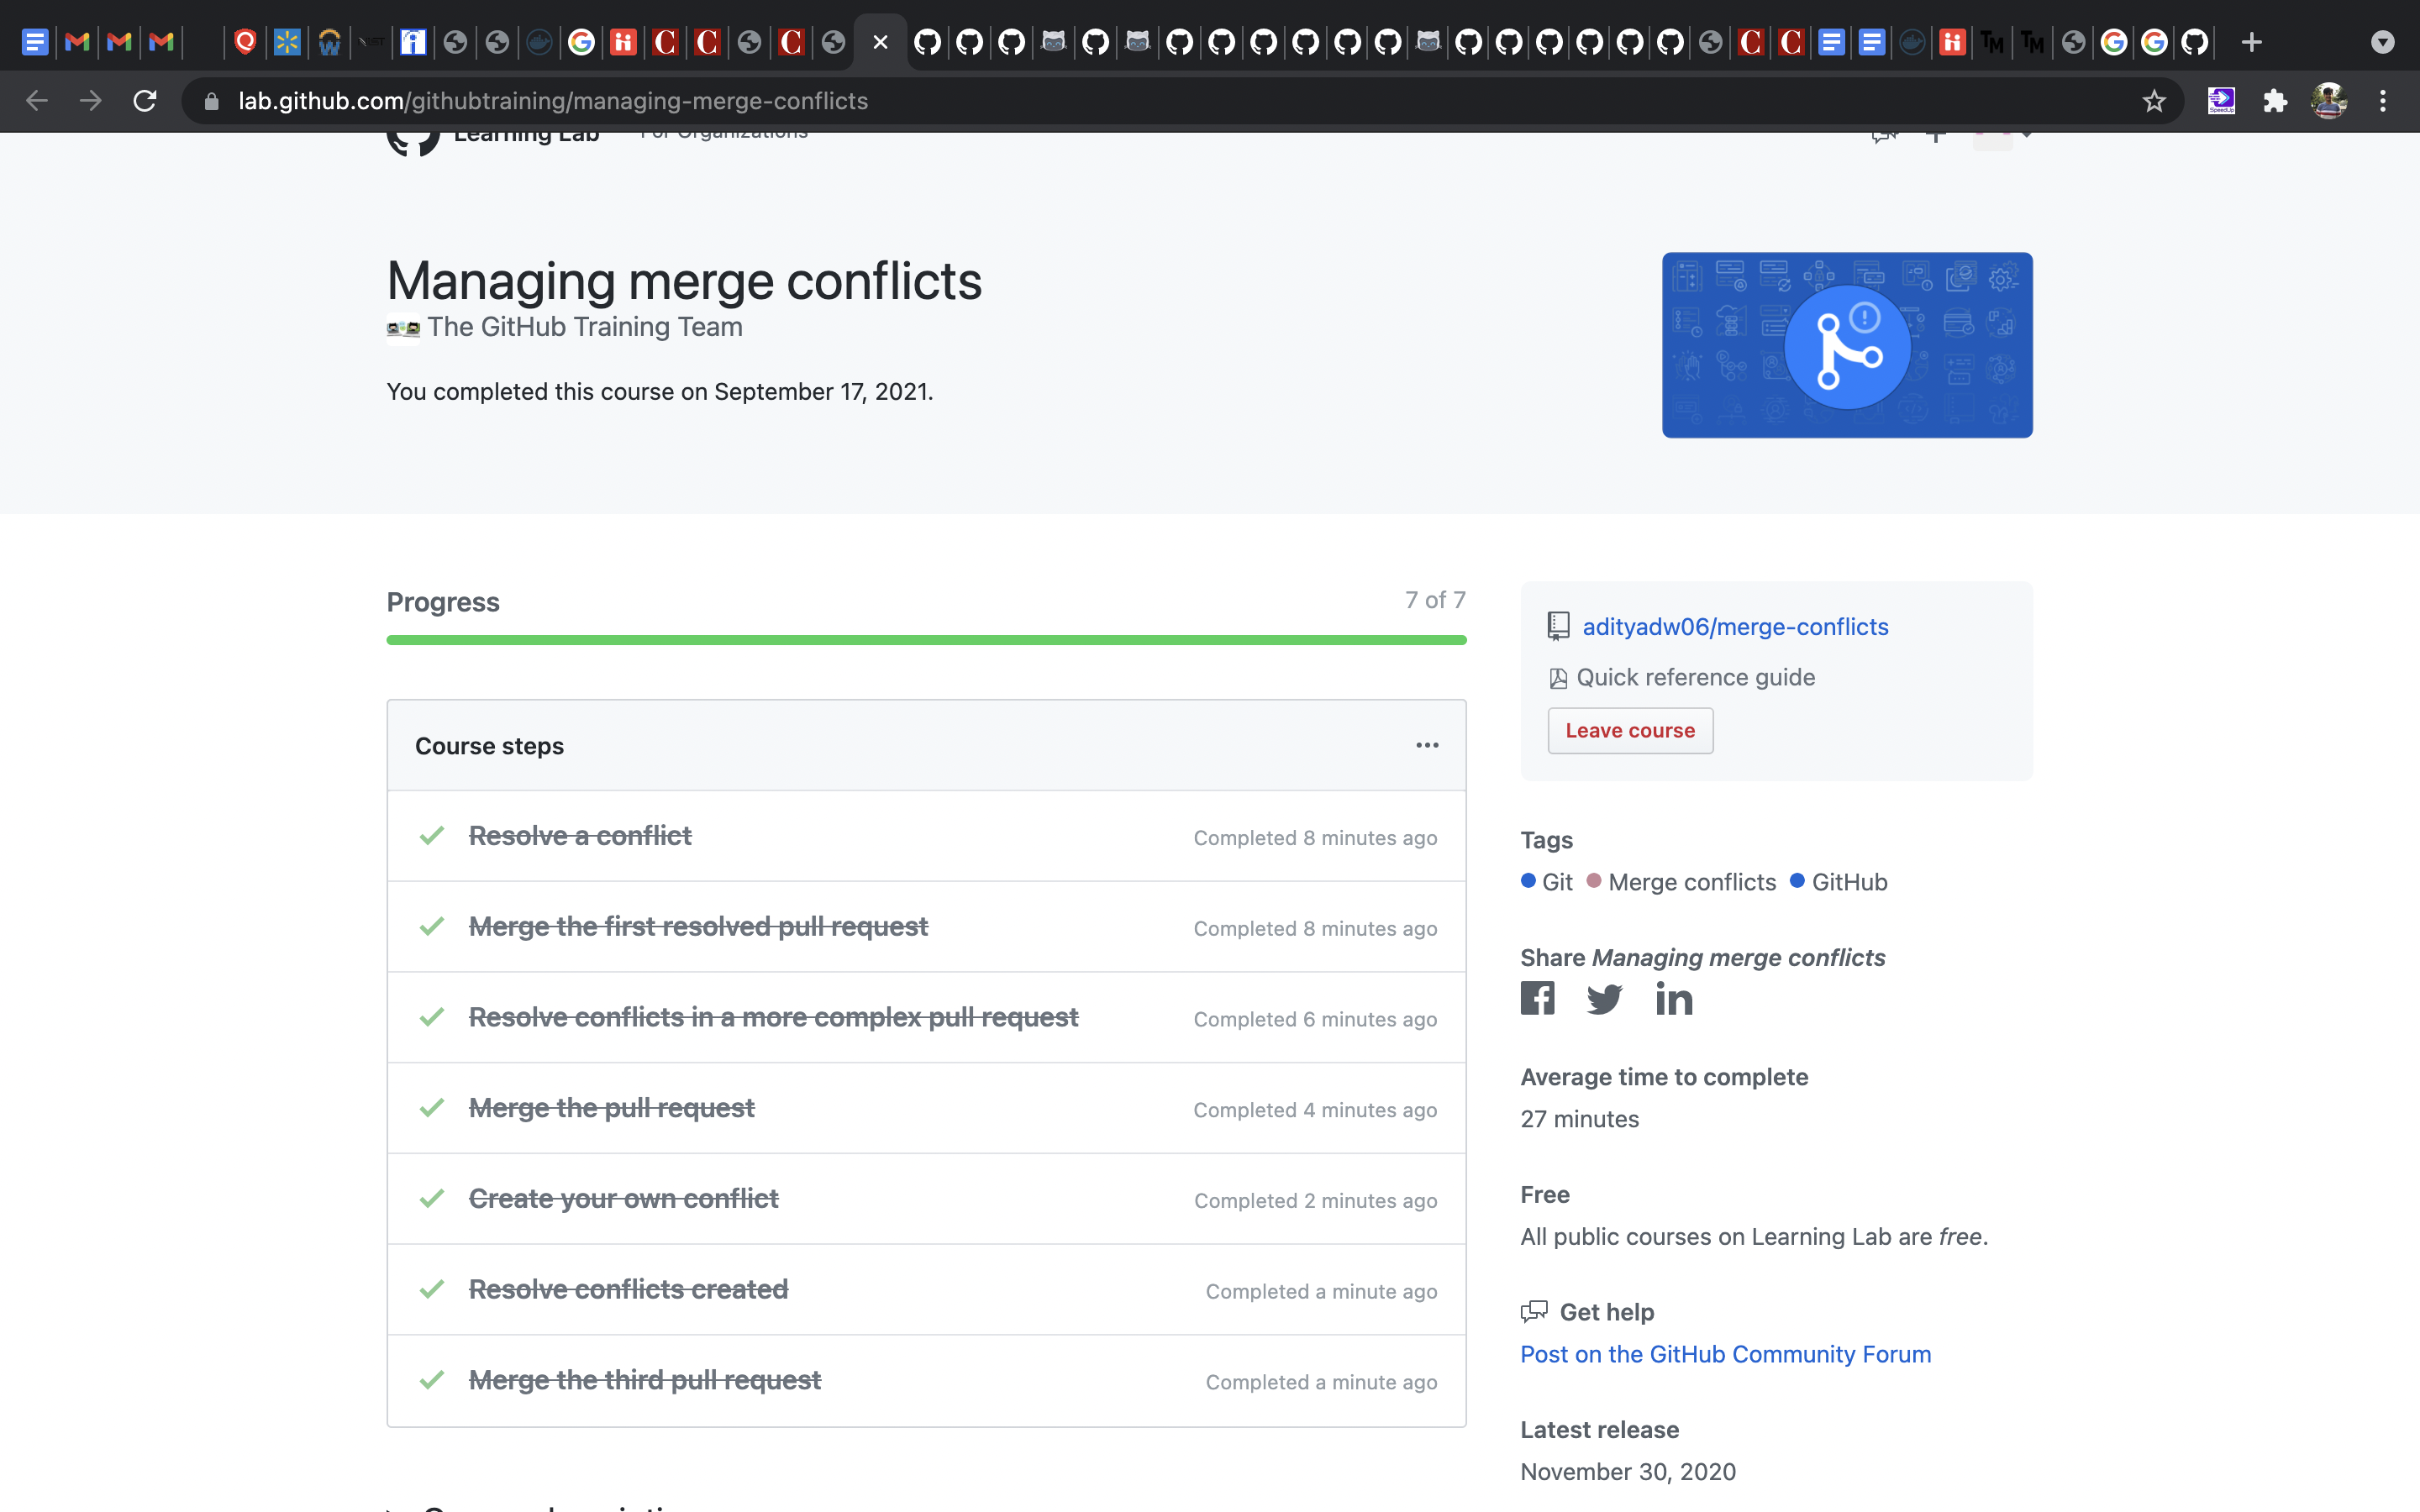 lab.github.com/githubtraining/managing-merge-conflicts
Learning Lab For Organizations
Managing merge conflicts
The GitHub Training Team
You completed this course on September 17, 2021.
Progress 7 of 7
Course steps
Resolve a conflict Completed 8 minutes ago
Merge the first resolved pull request Completed 8 minutes ago
Resolve conflicts in a more complex pull request Completed 6 minutes ago
Merge the pull request Completed 4 minutes ago
Create your own conflict Completed 2 minutes ago
Resolve conflicts created Completed a minute ago
Merge the third pull request Completed a minute ago
adityadw06/merge-conflicts
Quick reference guide
Leave course
Tags
Git Merge conflicts GitHub
Share Managing merge conflicts
Average time to complete
27 minutes
Free
All public courses on Learning Lab are free.
Get help
Post on the GitHub Community Forum
Latest release
November 30, 2020